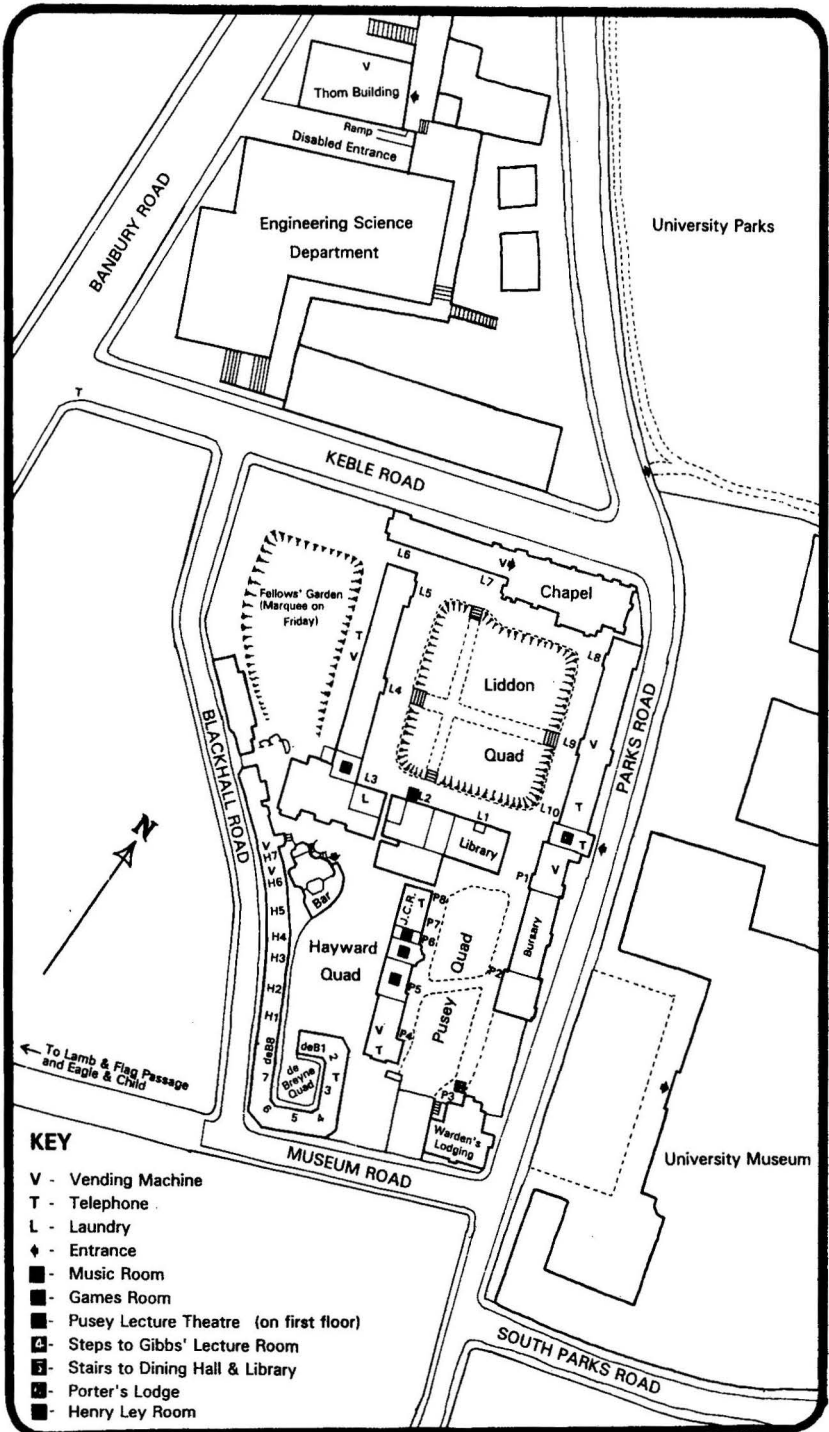 V
Thom Building
Ramp
Disabled Entrance
BANBURY ROAD
Engineering Science
Department
University Parks
T
KEBLE ROAD
L6
V
L7
Chapel
Fellows' Garden
(Marquee on
Friday)
L5
T
V
L4
Liddon
Quad
L8
L9
V
PARKS ROAD
BLACKHALL ROAD
L3
L
L2
L1
L10
T
Library
T
P1
V
N
V
H7
V
H6
H5
H4
H3
H2
H1
Bar
Hayward
Quad
J.C.R.
T
P8
P7
P6
P5
P4
V
T
Pusey
Quad
P2
Bursary
deB8
7
6
5
4
3
T
2
deB1
de
Breyne
Quad
P3
Warden's
Lodging
← To Lamb & Flag Passage
and Eagle & Child
MUSEUM ROAD
University Museum
SOUTH PARKS ROAD
KEY
V - Vending Machine
T - Telephone
L - Laundry
- Entrance
- Music Room
- Games Room
- Pusey Lecture Theatre (on first floor)
4 - Steps to Gibbs' Lecture Room
- Stairs to Dining Hall & Library
- Porter's Lodge
- Henry Ley Room